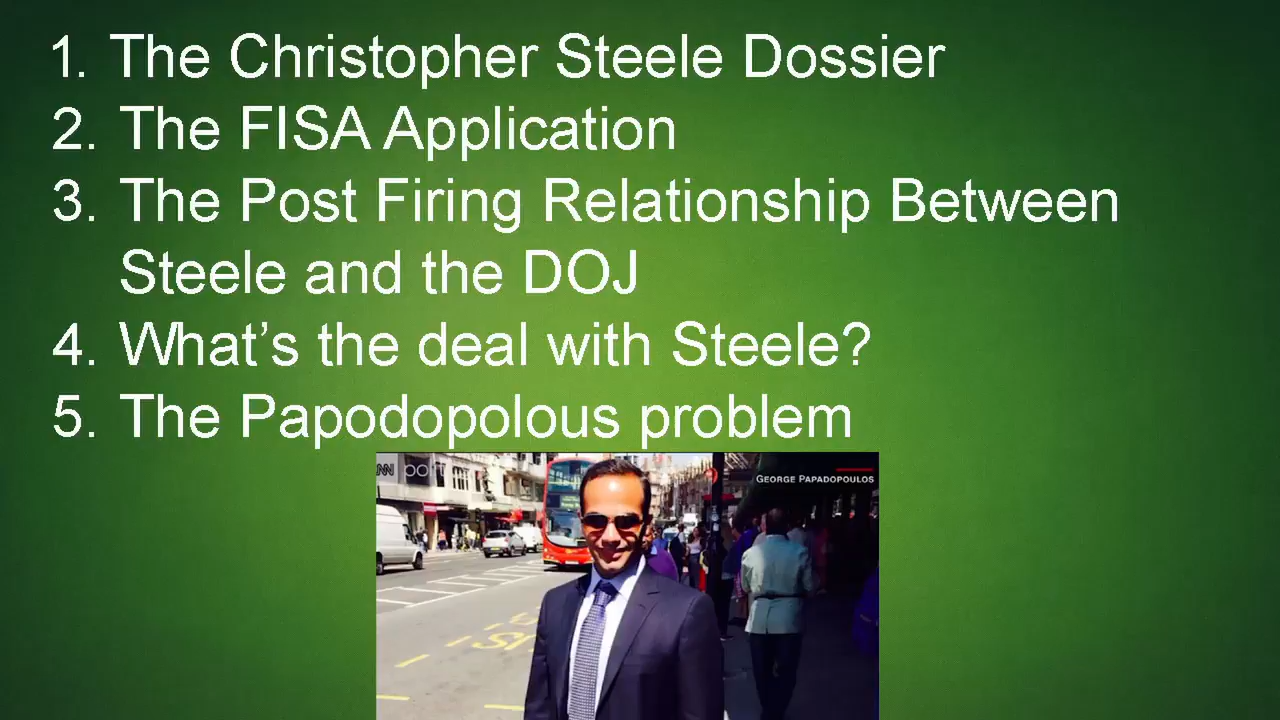 1. The Christopher Steele Dossier
2. The FISA Application
3. The Post Firing Relationship Between
Steele and the DOJ
4. What's the deal with Steele?
5. The Papodopolous problem
GEORGE PAPADOPOULOS